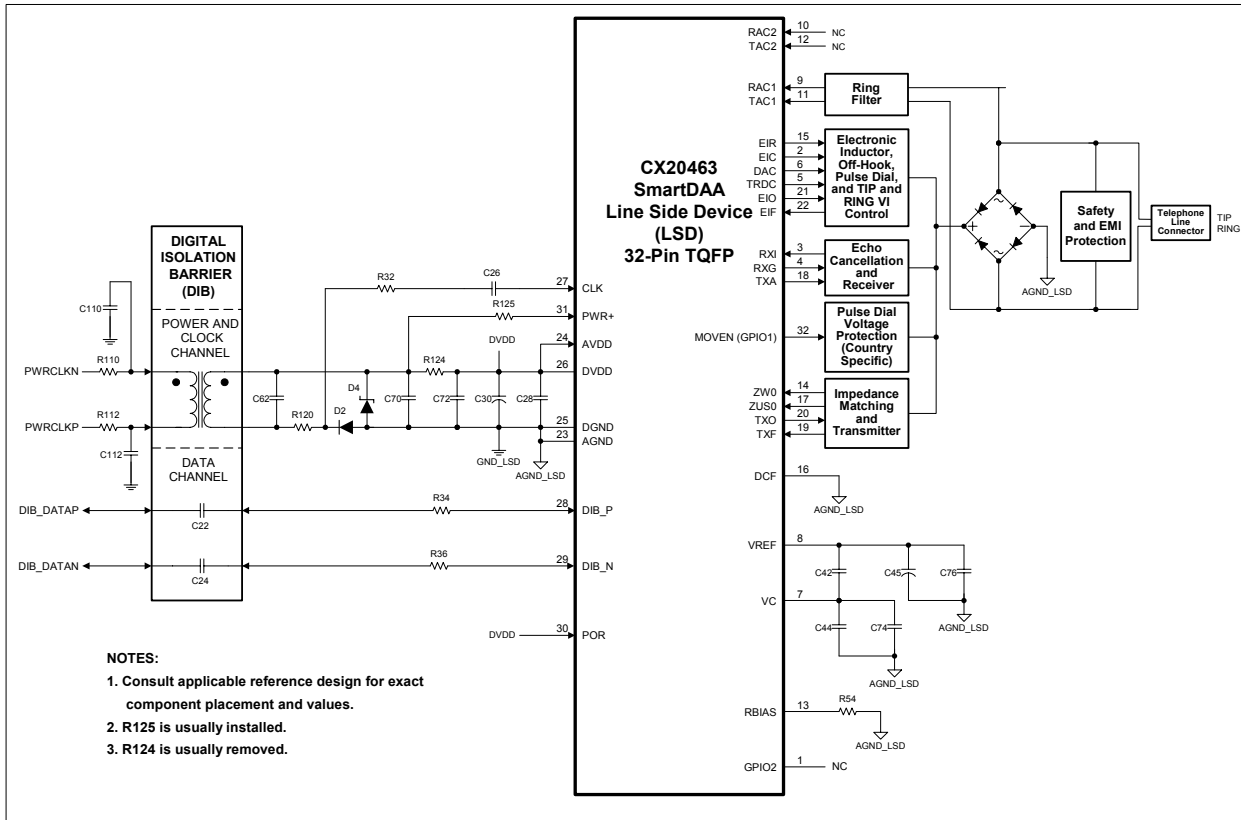 CX20463
SmartDAA
Line Side Device
(LSD)
32-Pin TQFP
DIGITAL
ISOLATION
BARRIER
(DIB)
POWER AND
CLOCK
CHANNEL
DATA
CHANNEL
C110
PWRCLKN
R110
PWRCLKP
R112
C112
DIB_DATAP
C22
DIB_DATAN
C24
C62
R120
D2
D4
R32
C26
R125
R124
C70
C72
C30
C28
DVDD
GND_LSD
AGND_LSD
R34
R36
DVDD
27
CLK
31
PWR+
24
AVDD
26
DVDD
25
DGND
23
AGND
28
DIB_P
29
DIB_N
30
POR
RAC2
10
NC
TAC2
12
NC
RAC1
9
TAC1
11
Ring
Filter
EIR
15
EIC
2
DAC
6
TRDC
5
EIO
21
EIF
22
Electronic
Inductor,
Off-Hook,
Pulse Dial,
and TIP and
RING VI
Control
RXI
3
RXG
4
TXA
18
Echo
Cancellation
and
Receiver
MOVEN (GPIO1)
32
Pulse Dial
Voltage
Protection
(Country
Specific)
ZW0
14
ZUS0
17
TXO
20
TXF
19
Impedance
Matching
and
Transmitter
~
+
–
~
AGND_LSD
Safety
and EMI
Protection
Telephone
Line
Connector
TIP
RING
DCF
16
AGND_LSD
VREF
8
C42
C45
C76
AGND_LSD
VC
7
C44
C74
AGND_LSD
RBIAS
13
R54
AGND_LSD
GPIO2
1
NC
NOTES:
1. Consult applicable reference design for exact
component placement and values.
2. R125 is usually installed.
3. R124 is usually removed.